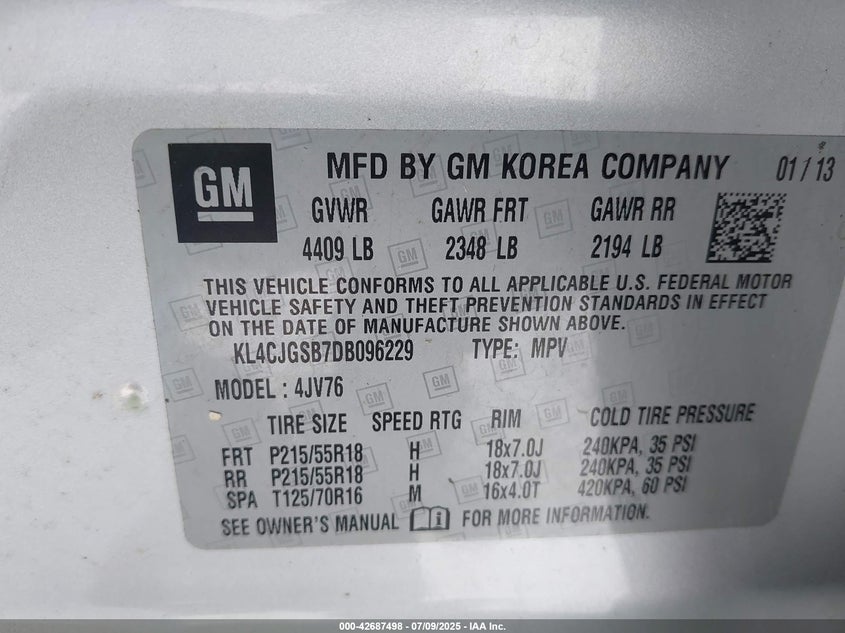 GM
MFD BY GM KOREA COMPANY 01/13
GVWR GAWR FRT GAWR RR
4409 LB 2348 LB 2194 LB
THIS VEHICLE CONFORMS TO ALL APPLICABLE U.S. FEDERAL MOTOR
VEHICLE SAFETY AND THEFT PREVENTION STANDARDS IN EFFECT
ON THE DATE OF MANUFACTURE SHOWN ABOVE.
KL4CJGSB7DB096229 TYPE: MPV
MODEL: 4JV76
TIRE SIZE SPEED RTG RIM COLD TIRE PRESSURE
FRT P215/55R18 H 18x7.0J 240KPA, 35 PSI
RR P215/55R18 H 18x7.0J 240KPA, 35 PSI
SPA T125/70R16 M 16x4.0T 420KPA, 60 PSI
SEE OWNER'S MANUAL i FOR MORE INFORMATION.
000-42687498 - 07/09/2025 - IAA Inc.